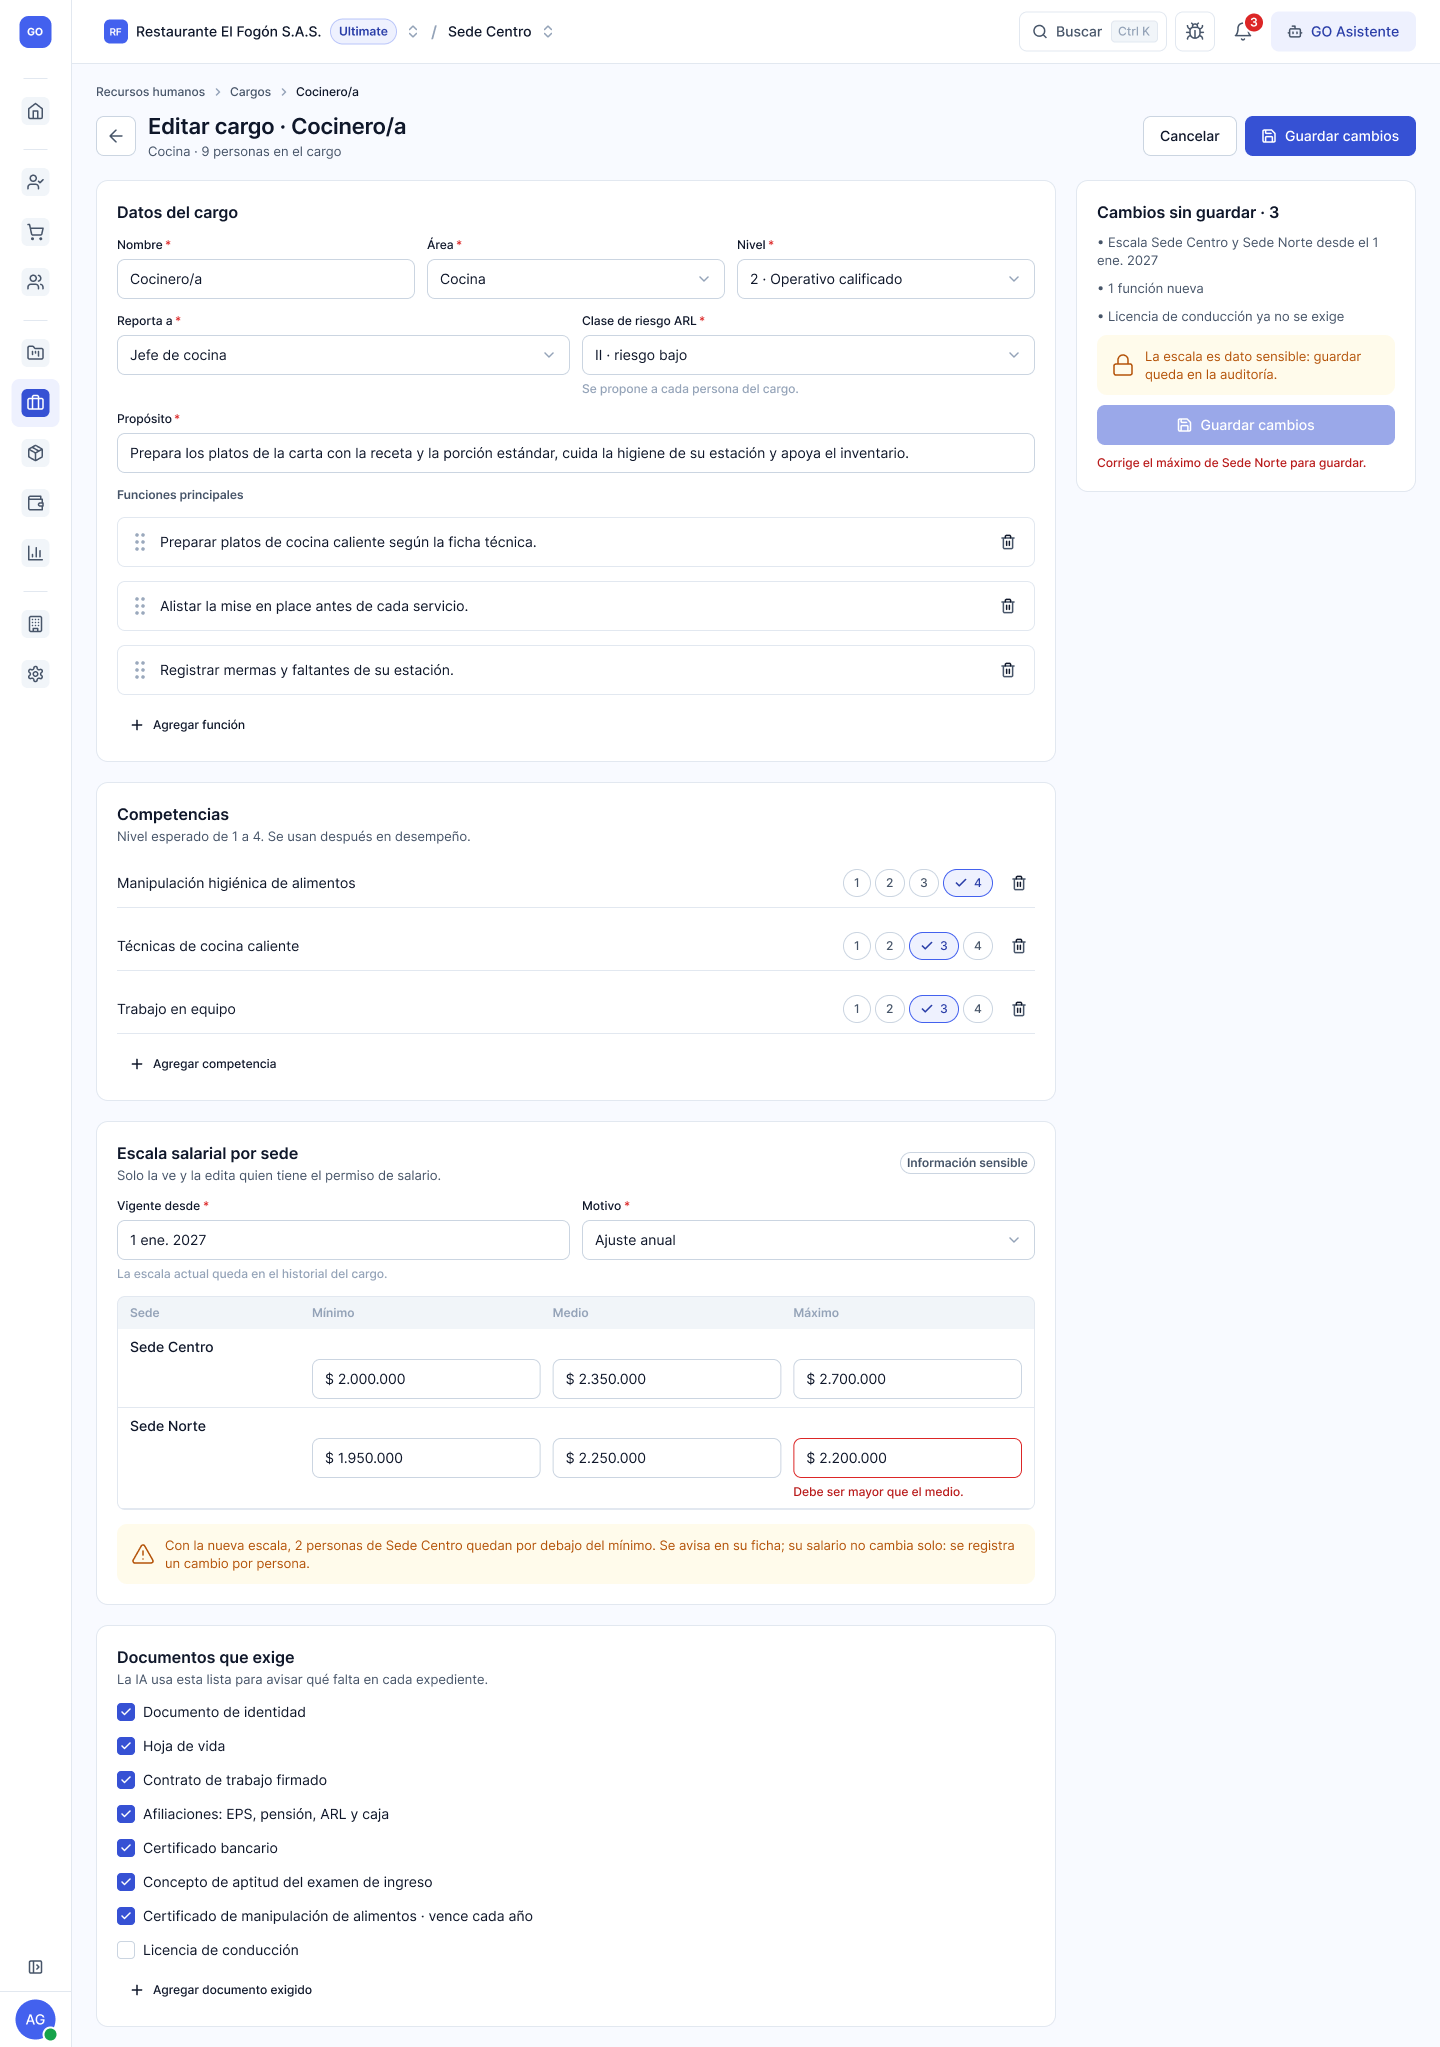 GO
RF
Restaurante El Fogón S.A.S.
Ultimate
/
Sede Centro
Buscar
Ctrl K
3
GO Asistente
Recursos humanos
Cargos
Cocinero/a
Editar cargo · Cocinero/a
Cocina · 9 personas en el cargo
Cancelar
Guardar cambios
Datos del cargo
Nombre *
Área *
Nivel *
Cocinero/a
Cocina
2 · Operativo calificado
Reporta a *
Clase de riesgo ARL *
Jefe de cocina
II · riesgo bajo
Se propone a cada persona del cargo.
Propósito *
Prepara los platos de la carta con la receta y la porción estándar, cuida la higiene de su estación y apoya el inventario.
Funciones principales
Preparar platos de cocina caliente según la ficha técnica.
Alistar la mise en place antes de cada servicio.
Registrar mermas y faltantes de su estación.
Agregar función
Cambios sin guardar · 3
• Escala Sede Centro y Sede Norte desde el 1
ene. 2027
• 1 función nueva
• Licencia de conducción ya no se exige
La escala es dato sensible: guardar
queda en la auditoría.
Guardar cambios
Corrige el máximo de Sede Norte para guardar.
Competencias
Nivel esperado de 1 a 4. Se usan después en desempeño.
Manipulación higiénica de alimentos
1 2 3 4
Técnicas de cocina caliente
1 2 3 4
Trabajo en equipo
1 2 3 4
Agregar competencia
Escala salarial por sede
Solo la ve y la edita quien tiene el permiso de salario.
Información sensible
Vigente desde *
Motivo *
1 ene. 2027
Ajuste anual
La escala actual queda en el historial del cargo.
Sede Mínimo Medio Máximo
Sede Centro
$ 2.000.000 $ 2.350.000 $ 2.700.000
Sede Norte
$ 1.950.000 $ 2.250.000 $ 2.200.000
Debe ser mayor que el medio.
Con la nueva escala, 2 personas de Sede Centro quedan por debajo del mínimo. Se avisa en su ficha; su salario no cambia solo: se registra
un cambio por persona.
Documentos que exige
La IA usa esta lista para avisar qué falta en cada expediente.
Documento de identidad
Hoja de vida
Contrato de trabajo firmado
Afiliaciones: EPS, pensión, ARL y caja
Certificado bancario
Concepto de aptitud del examen de ingreso
Certificado de manipulación de alimentos · vence cada año
Licencia de conducción
Agregar documento exigido
AG